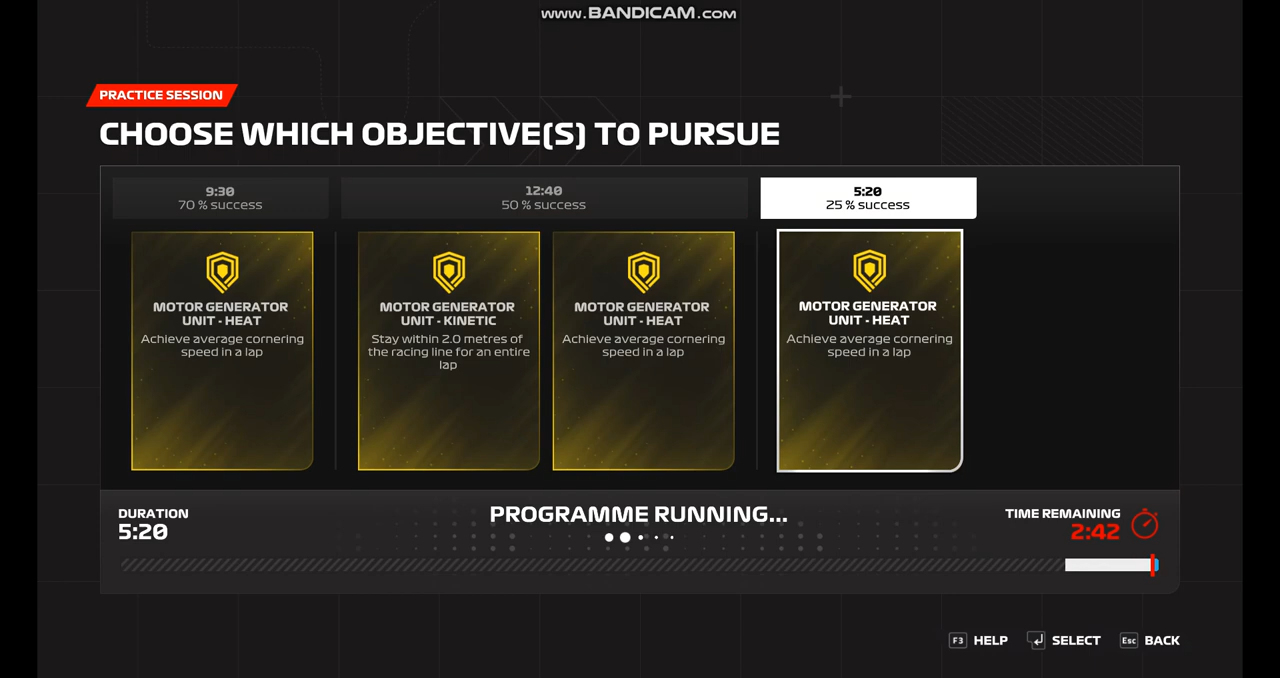 www.BANDICAM.com
PRACTICE SESSION
CHOOSE WHICH OBJECTIVE(S) TO PURSUE
9:30
70 % success
12:40
50 % success
5:20
25 % success
MOTOR GENERATOR
UNIT - HEAT
Achieve average cornering
speed in a lap
MOTOR GENERATOR
UNIT - KINETIC
Stay within 2.0 metres of
the racing line for an entire
lap
MOTOR GENERATOR
UNIT - HEAT
Achieve average cornering
speed in a lap
MOTOR GENERATOR
UNIT - HEAT
Achieve average cornering
speed in a lap
DURATION
5:20
PROGRAMME RUNNING...
TIME REMAINING
2:42
F3 HELP
SELECT
Esc BACK